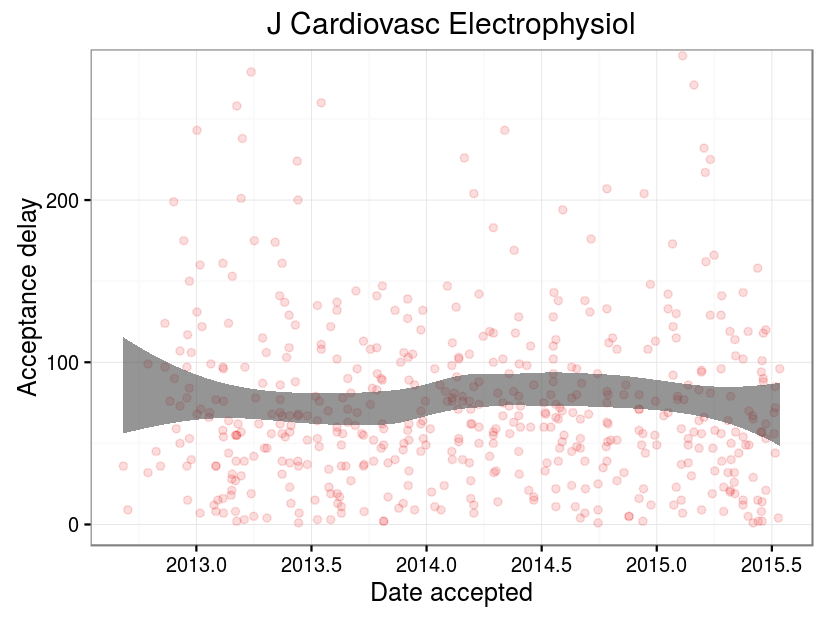 J Cardiovasc Electrophysiol
Acceptance delay
200
100
0
2013.0 2013.5 2014.0 2014.5 2015.0 2015.5
Date accepted